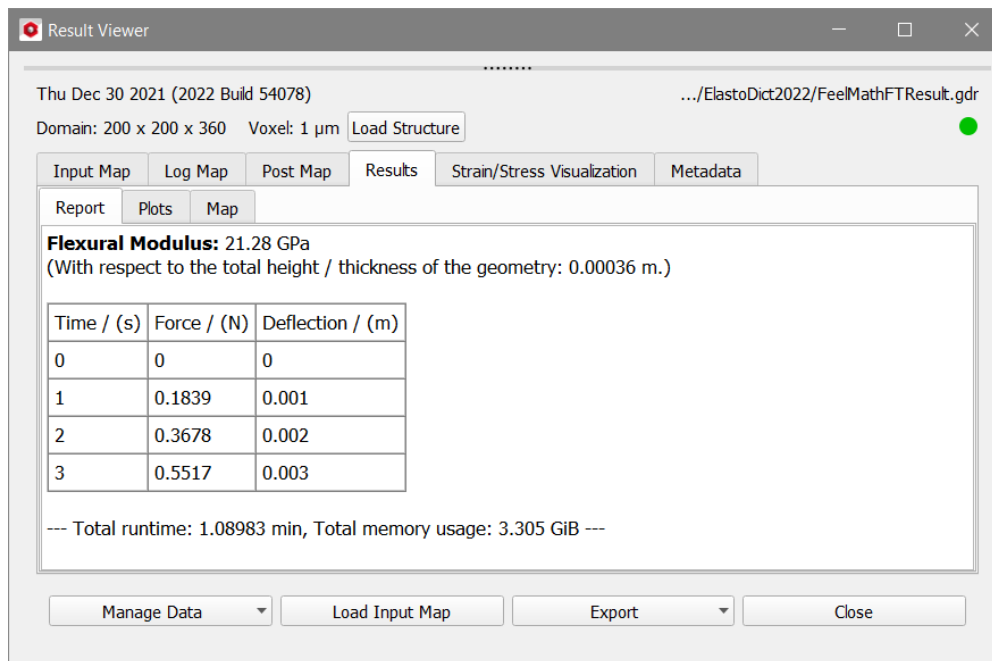 Result Viewer
Thu Dec 30 2021 (2022 Build 54078) .../ElastoDict2022/FeelMathFTResult.gdr
Domain: 200 x 200 x 360 Voxel: 1 µm Load Structure
Input Map Log Map Post Map Results Strain/Stress Visualization Metadata
Report Plots Map
Flexural Modulus: 21.28 GPa
(With respect to the total height / thickness of the geometry: 0.00036 m.)
Time / (s) Force / (N) Deflection / (m)
0 0 0
1 0.1839 0.001
2 0.3678 0.002
3 0.5517 0.003
--- Total runtime: 1.08983 min, Total memory usage: 3.305 GiB ---
Manage Data Load Input Map Export Close